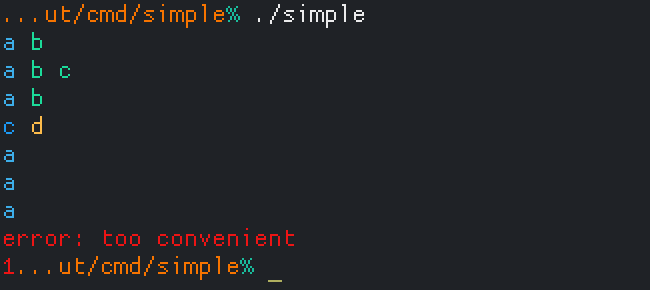 ...ut/cmd/simple% ./simple
a b
a b c
a b
c d
a
a
a
error: too convenient
1...ut/cmd/simple% _